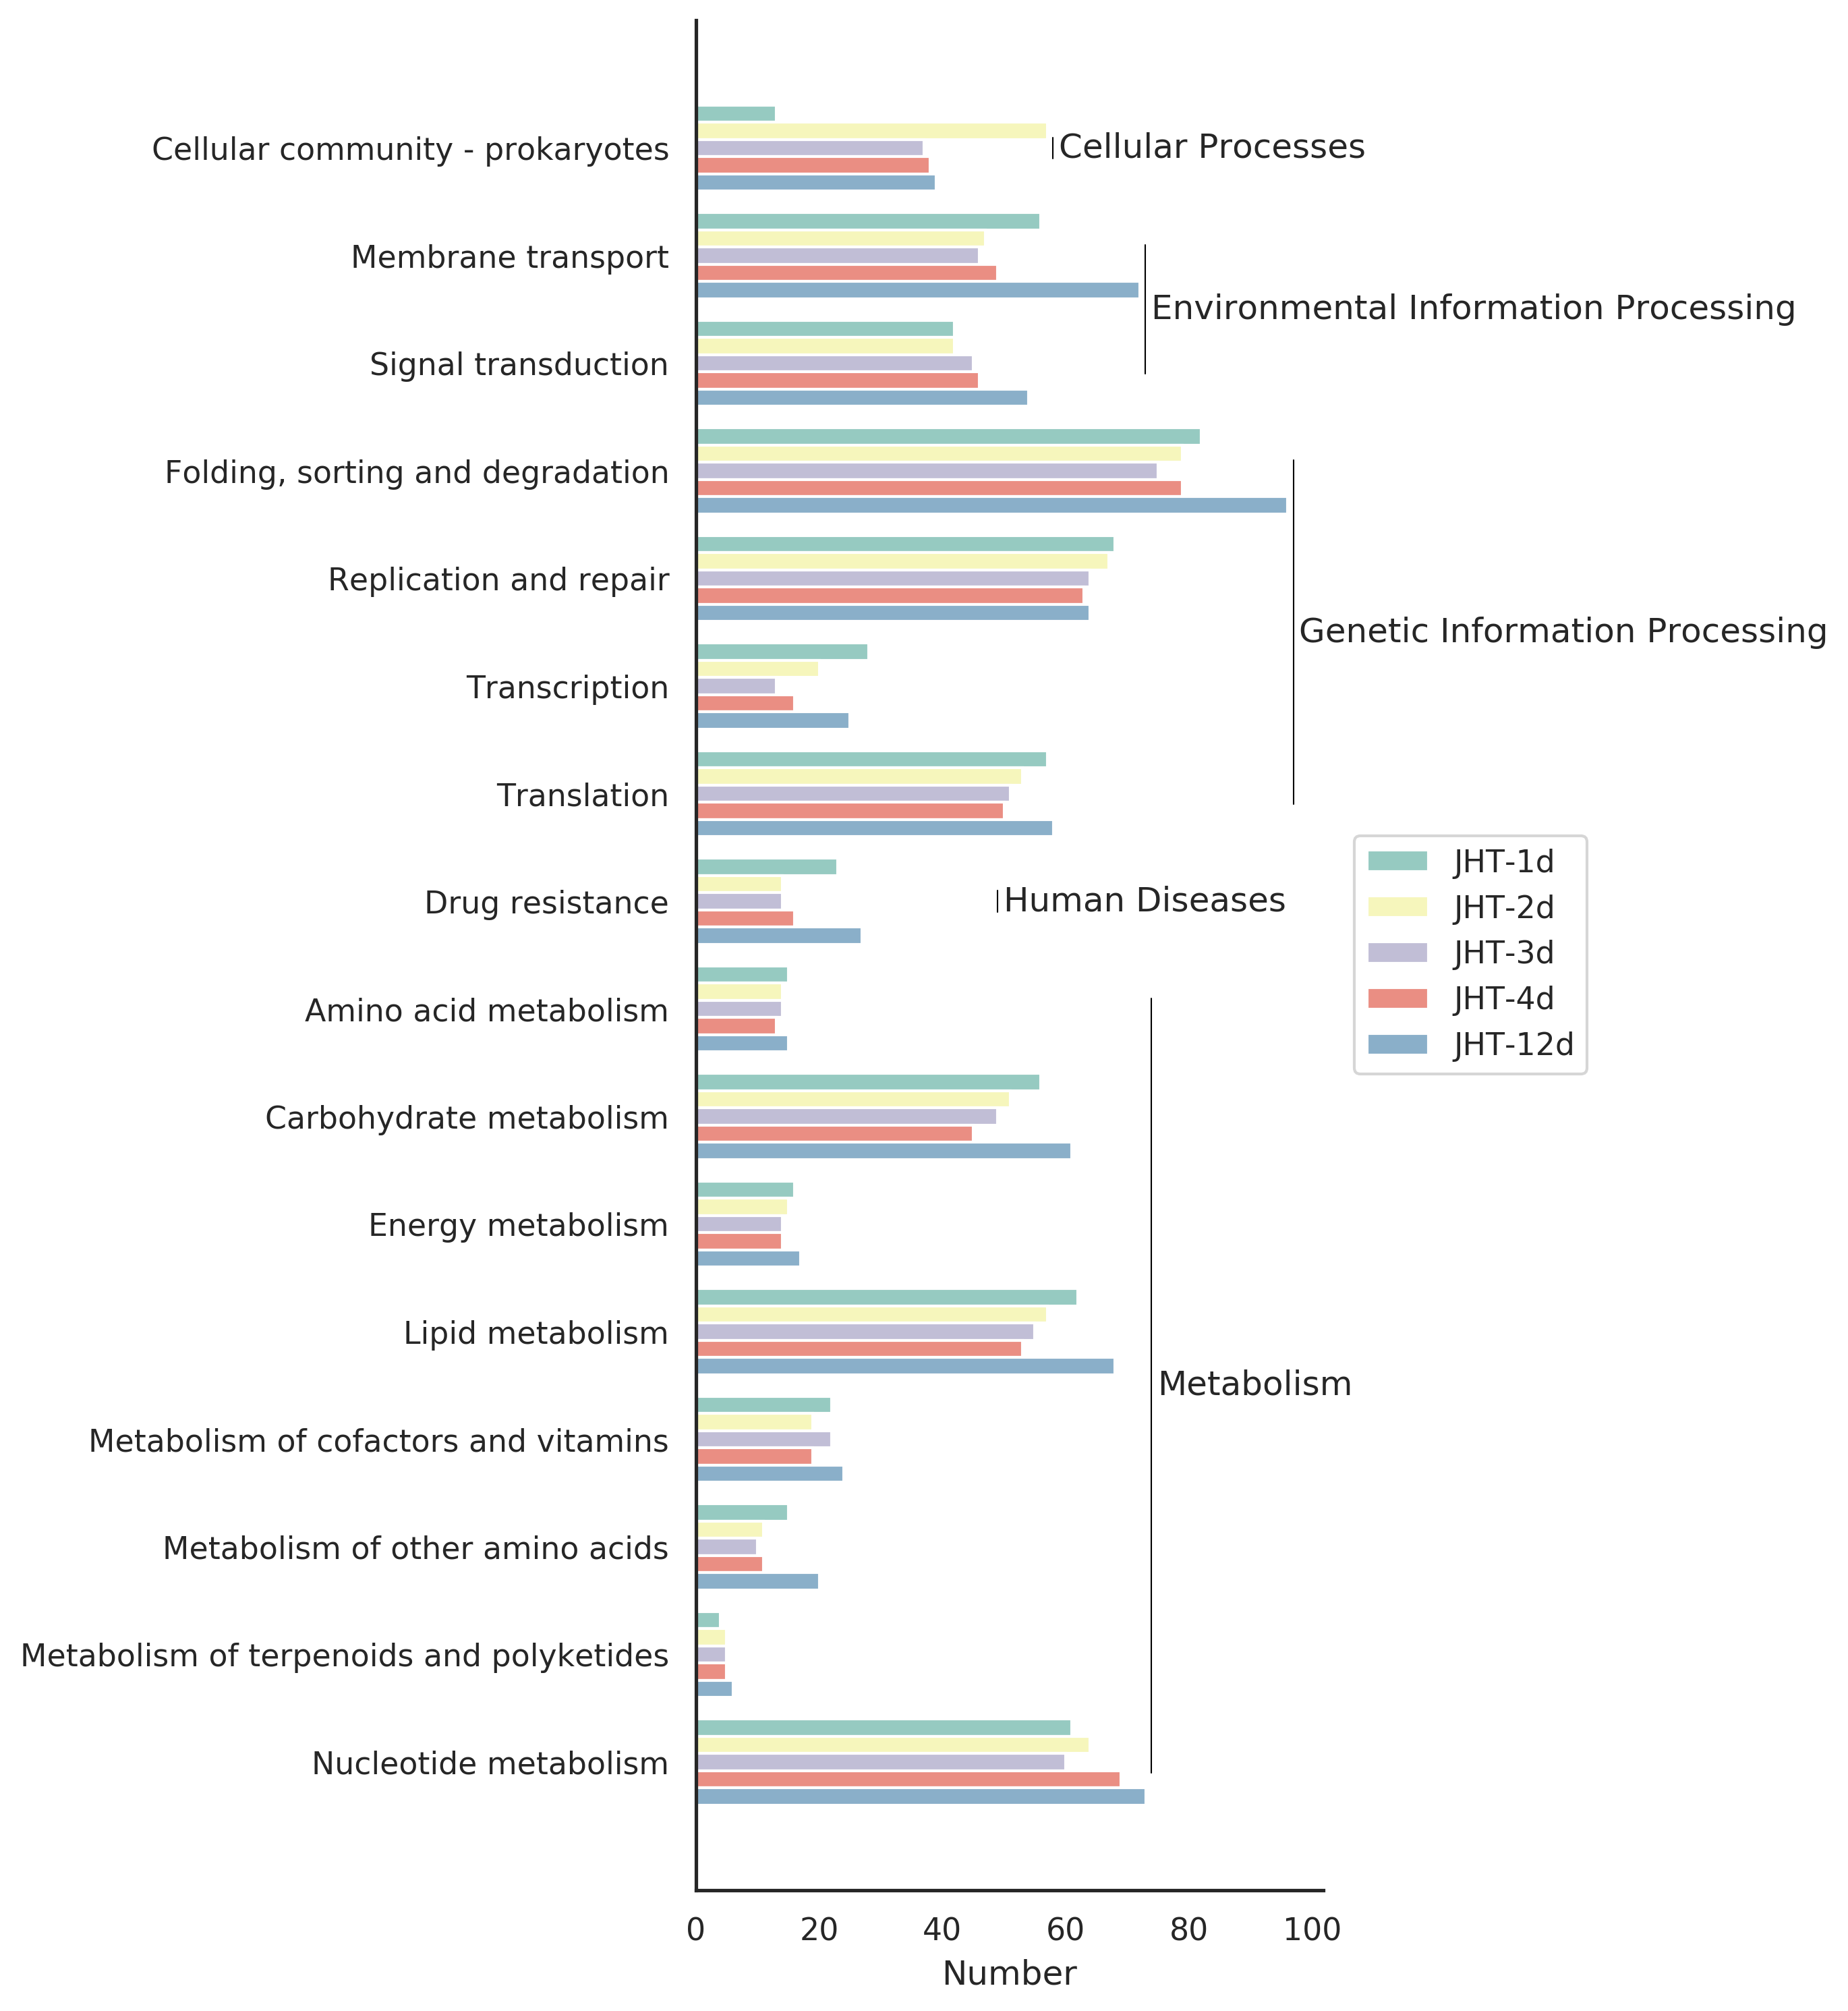 Cellular community - prokaryotes
Cellular Processes
Membrane transport
Environmental Information Processing
Signal transduction
Folding, sorting and degradation
Replication and repair
Genetic Information Processing
Transcription
Translation
JHT-1d
Drug resistance
Human Diseases
JHT-2d
JHT-3d
JHT-4d
Amino acid metabolism
JHT-12d
Carbohydrate metabolism
Energy metabolism
Lipid metabolism
Metabolism
Metabolism of cofactors and vitamins
Metabolism of other amino acids
Metabolism of terpenoids and polyketides
Nucleotide metabolism
0 20 40 60 80 100
Number